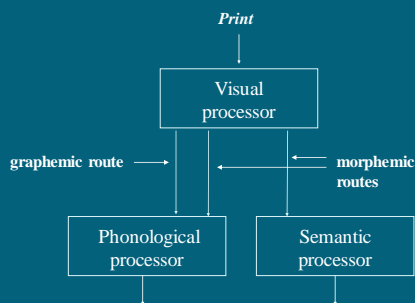 Print
Visual
processor
graphemic route
morphemic
routes
Phonological
processor
Semantic
processor